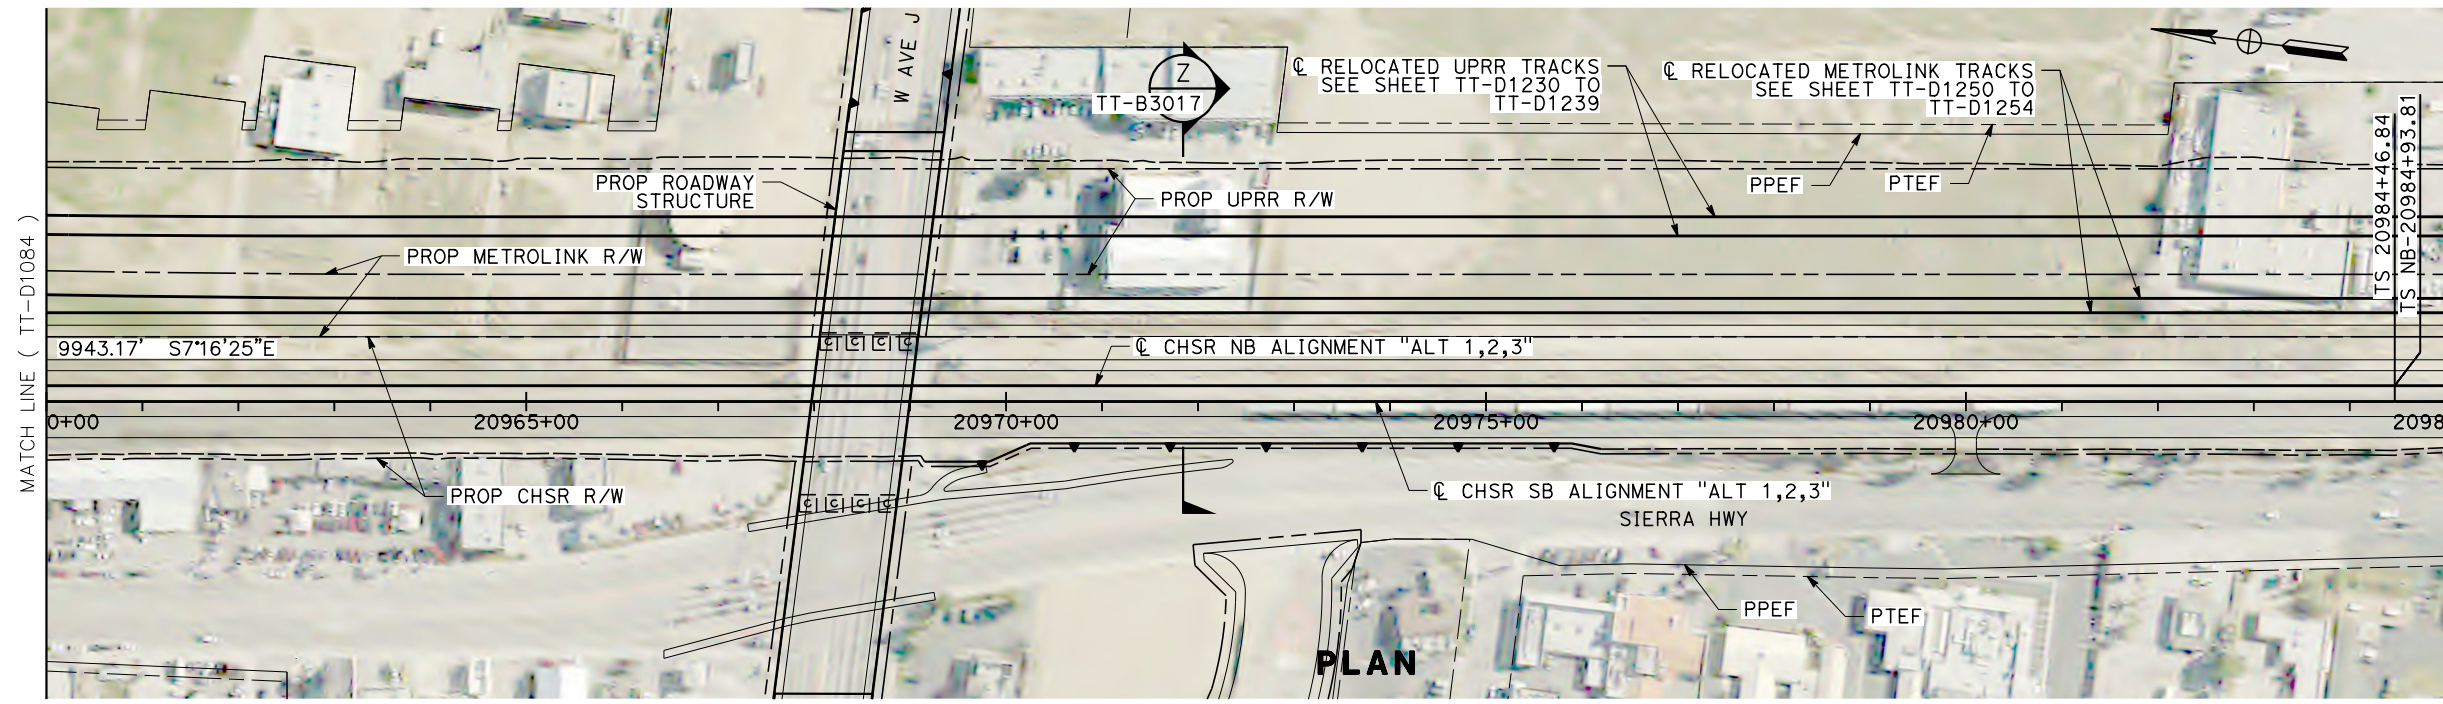 W AVE J
Z
TT-B3017
℄ RELOCATED UPRR TRACKS
SEE SHEET TT-D1230 TO
TT-D1239
℄ RELOCATED METROLINK TRACKS
SEE SHEET TT-D1250 TO
TT-D1254
TS 20984+46.84
TS NB-20984+93.81
PROP ROADWAY
STRUCTURE
PROP UPRR R/W
PPEF
PTEF
MATCH LINE ( TT-D1084 )
PROP METROLINK R/W
9943.17' S7°16'25"E
C C C C
℄ CHSR NB ALIGNMENT "ALT 1,2,3"
0+00
20965+00
20970+00
20975+00
20980+00
2098
PROP CHSR R/W
C C C C
℄ CHSR SB ALIGNMENT "ALT 1,2,3"
SIERRA HWY
PPEF
PTEF
PLAN